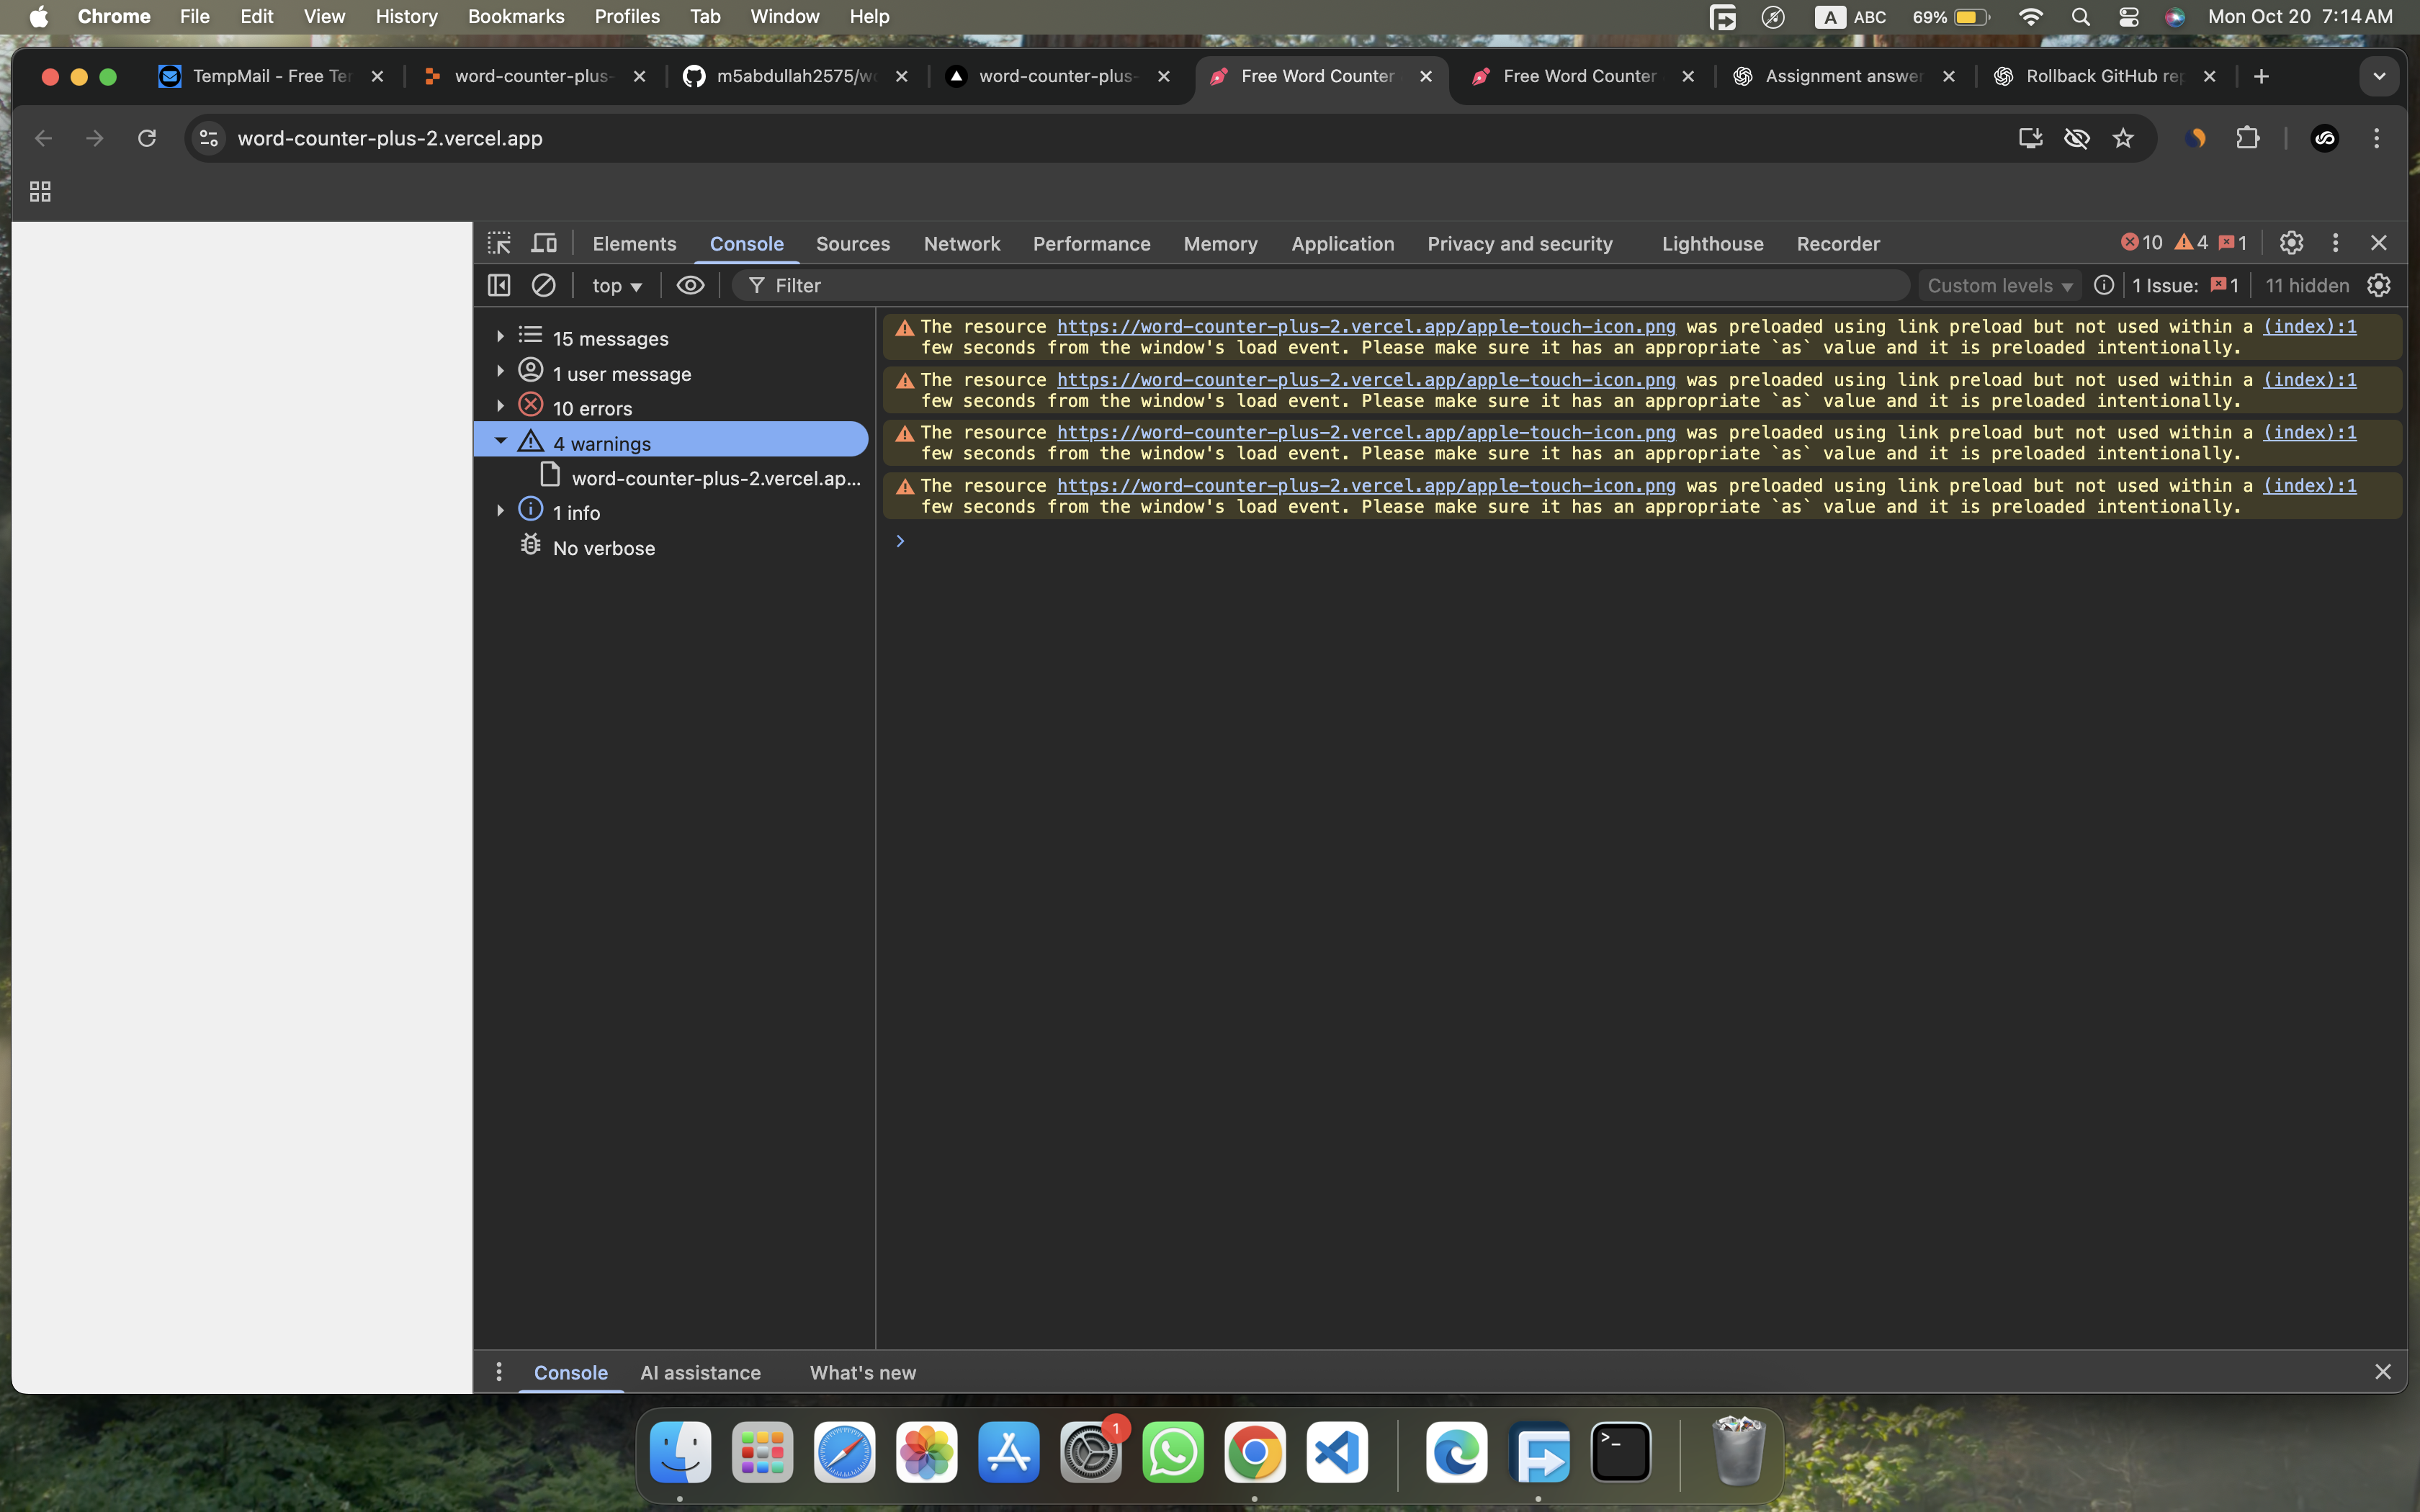 Chrome File Edit View History Bookmarks Profiles Tab Window Help A ABC 69% Mon Oct 20 7:14 AM
TempMail - Free Ter word-counter-plus- m5abdullah2575/wo word-counter-plus- Free Word Counter Free Word Counter Assignment answer Rollback GitHub rep
word-counter-plus-2.vercel.app
Elements Console Sources Network Performance Memory Application Privacy and security Lighthouse Recorder 10 4 1
top Filter Custom levels 1 Issue: 1 11 hidden
15 messages
1 user message
10 errors
4 warnings
word-counter-plus-2.vercel.ap...
1 info
No verbose
The resource https://word-counter-plus-2.vercel.app/apple-touch-icon.png was preloaded using link preload but not used within a (index):1
few seconds from the window's load event. Please make sure it has an appropriate `as` value and it is preloaded intentionally.
The resource https://word-counter-plus-2.vercel.app/apple-touch-icon.png was preloaded using link preload but not used within a (index):1
few seconds from the window's load event. Please make sure it has an appropriate `as` value and it is preloaded intentionally.
The resource https://word-counter-plus-2.vercel.app/apple-touch-icon.png was preloaded using link preload but not used within a (index):1
few seconds from the window's load event. Please make sure it has an appropriate `as` value and it is preloaded intentionally.
The resource https://word-counter-plus-2.vercel.app/apple-touch-icon.png was preloaded using link preload but not used within a (index):1
few seconds from the window's load event. Please make sure it has an appropriate `as` value and it is preloaded intentionally.
Console AI assistance What's new
1